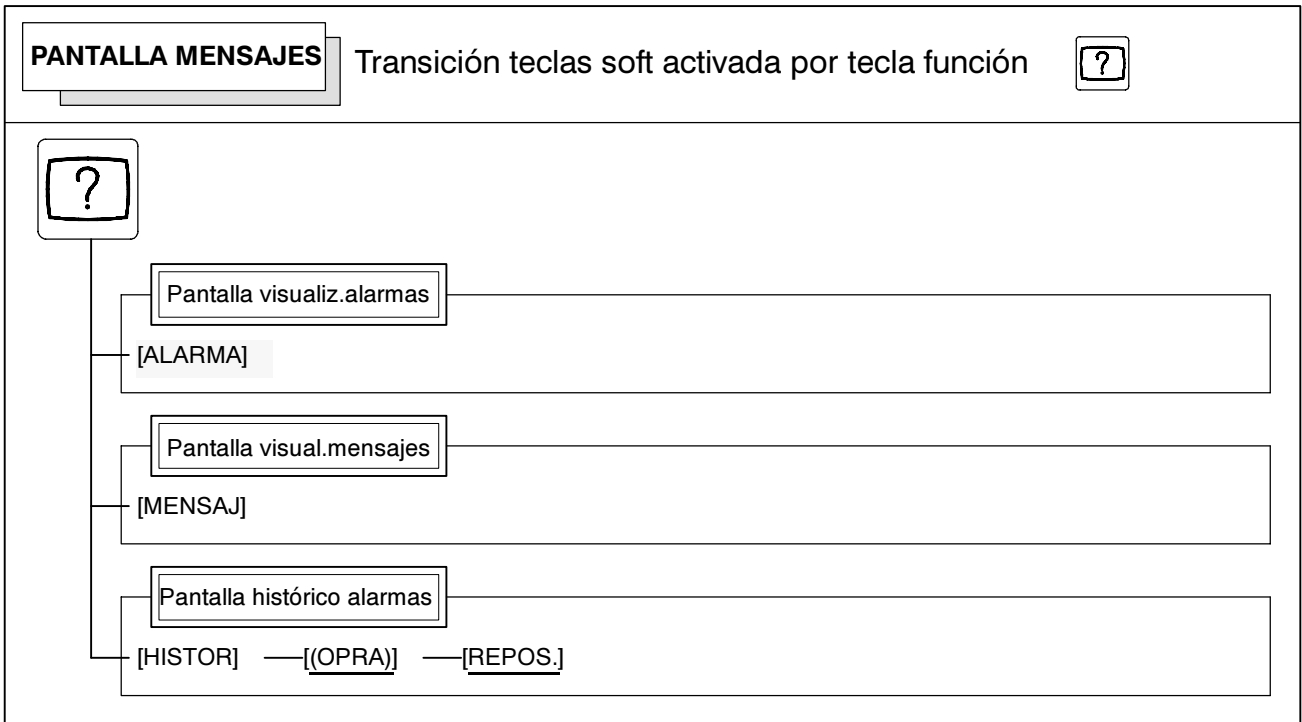 PANTALLA MENSAJES Transición teclas soft activada por tecla función ?
?
Pantalla visualiz.alarmas
[ALARMA]
Pantalla visual.mensajes
[MENSAJ]
Pantalla histórico alarmas
[HISTOR] [(OPRA)] [REPOS.]